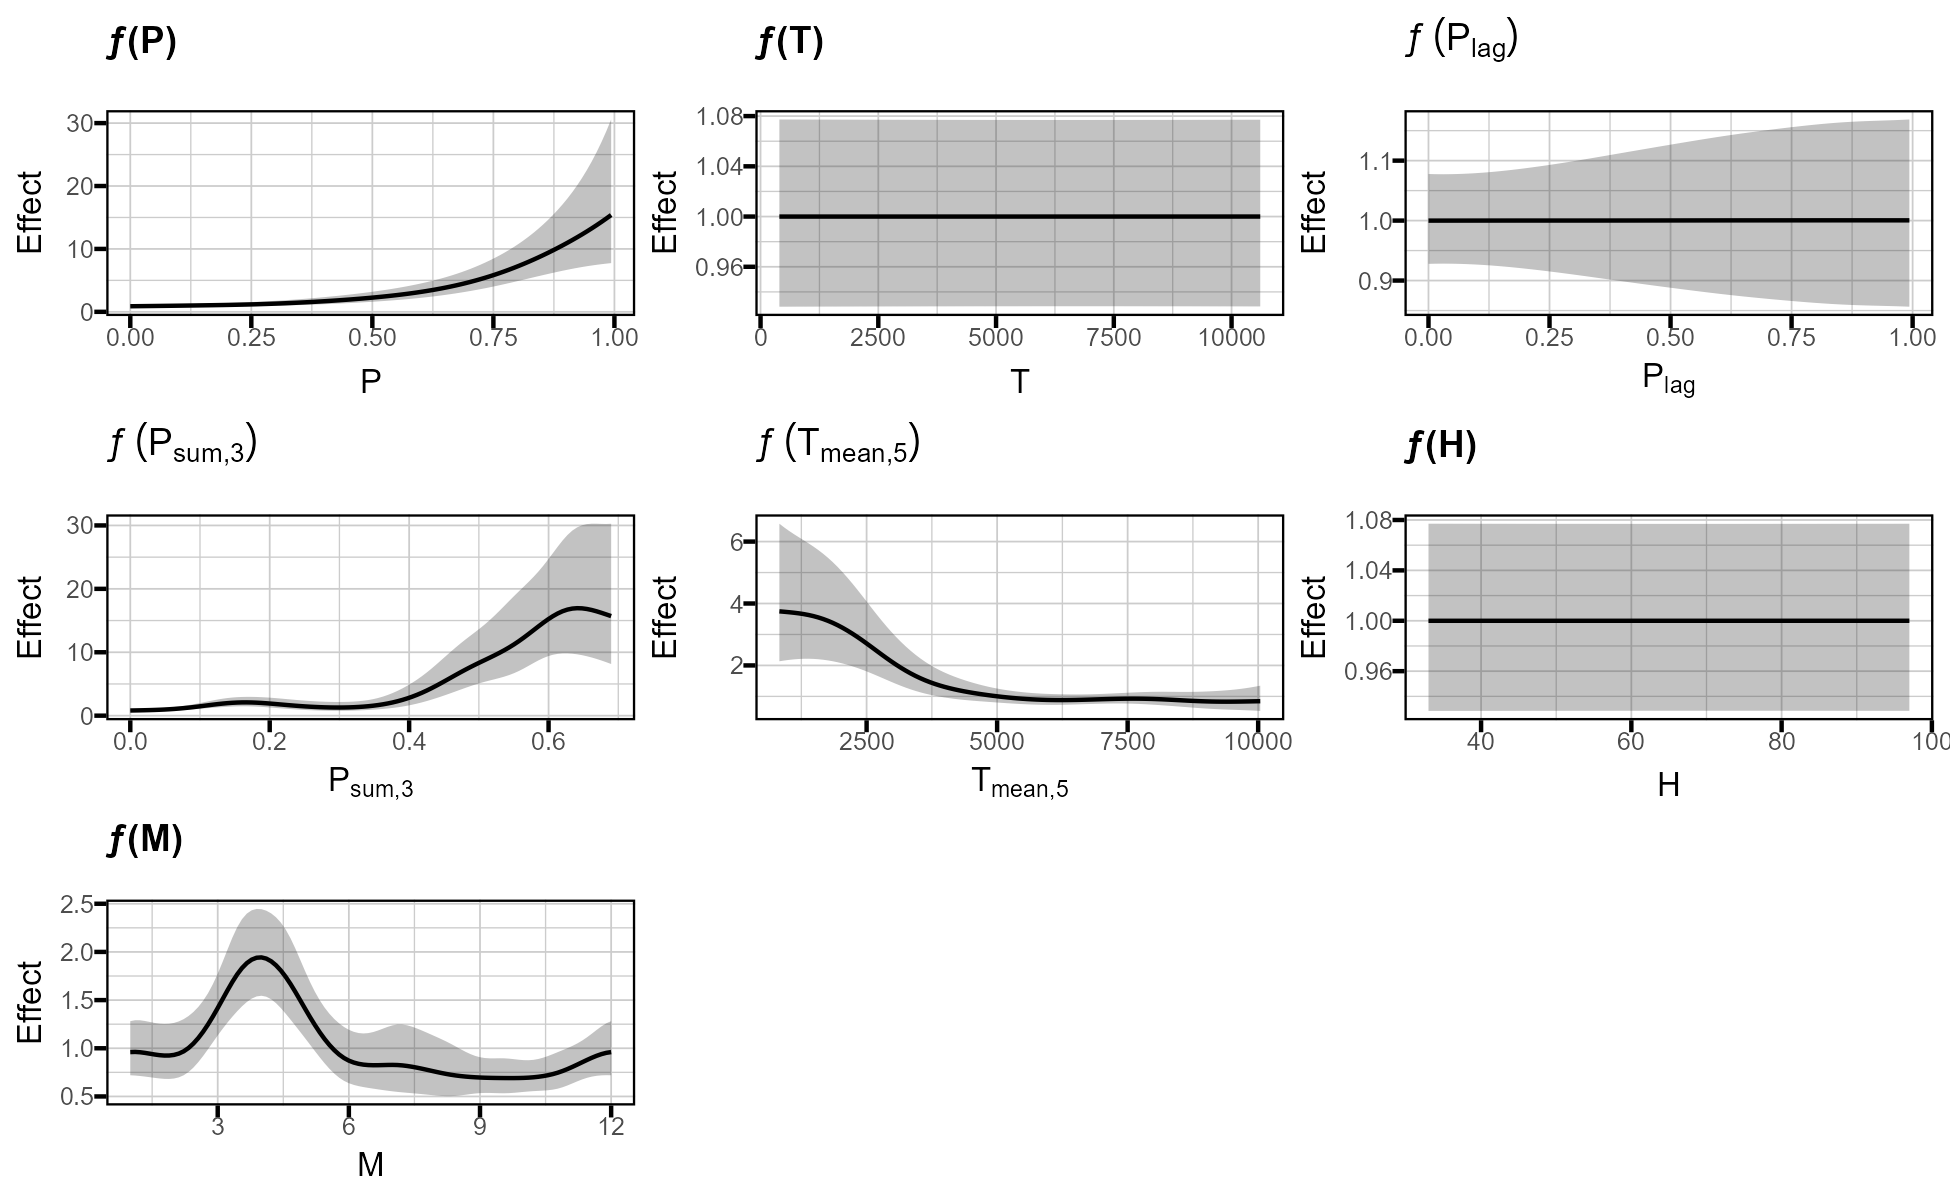 ƒ(P)
30
20
10
0
Effect
0.00 0.25 0.50 0.75 1.00
P
ƒ(T)
1.08
1.04
1.00
0.96
Effect
0 2500 5000 7500 10000
T
ƒ (Plag)
1.1
1.0
0.9
Effect
0.00 0.25 0.50 0.75 1.00
Plag
ƒ (Psum,3)
30
20
10
0
Effect
0.0 0.2 0.4 0.6
Psum,3
ƒ (Tmean,5)
6
4
2
Effect
2500 5000 7500 10000
Tmean,5
ƒ(H)
1.08
1.04
1.00
0.96
Effect
40 60 80 100
H
ƒ(M)
2.5
2.0
1.5
1.0
0.5
Effect
3 6 9 12
M